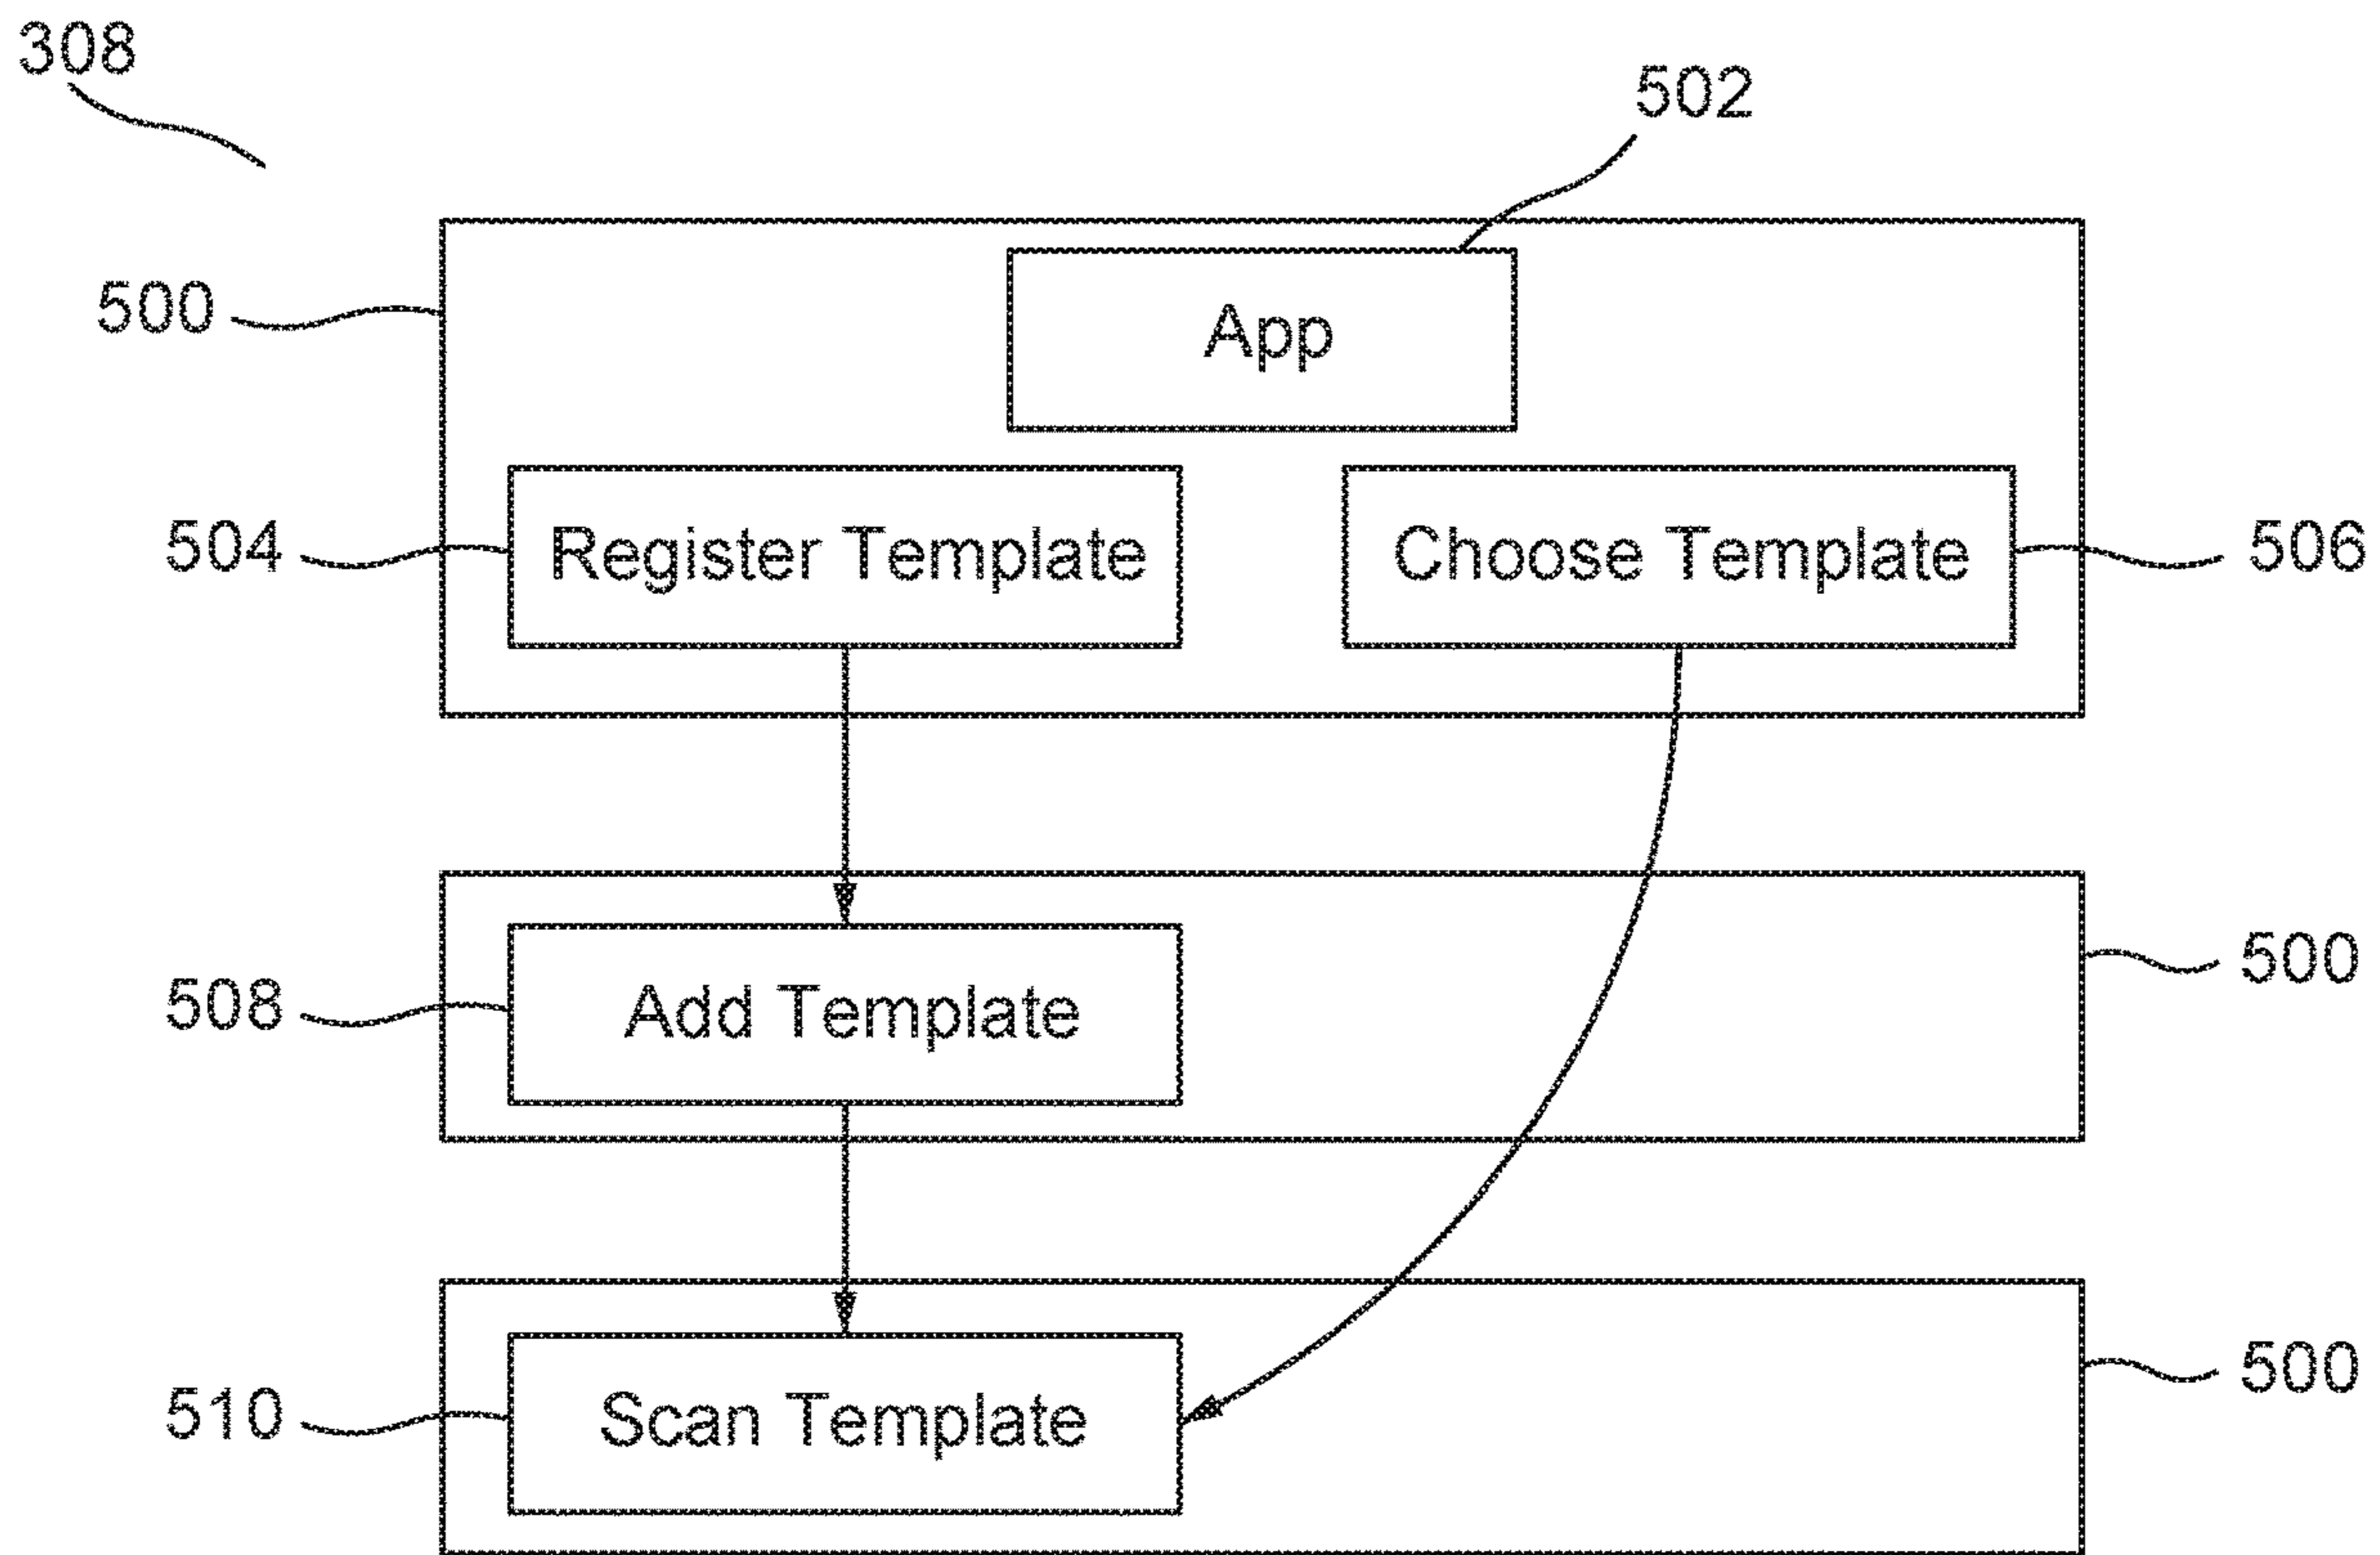 308
502
500
App
504
Register Template
Choose Template
506
500
508
Add Template
500
510
Scan Template